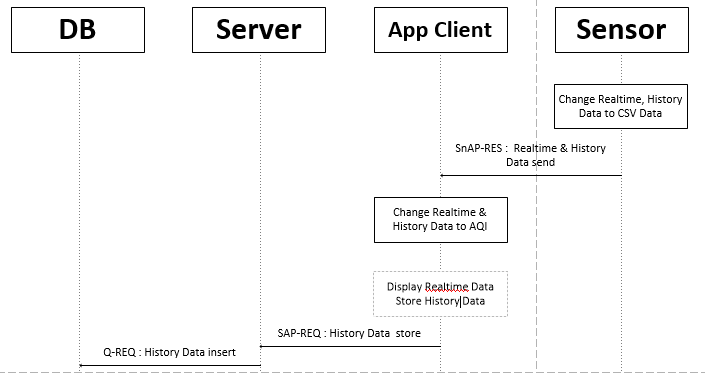 DB
Server
App Client
Sensor
Change Realtime, History
Data to CSV Data
SnAP-RES : Realtime & History
Data send
Change Realtime &
History Data to AQI
Display Realtime Data
Store History Data
SAP-REQ : History Data store
Q-REQ : History Data insert